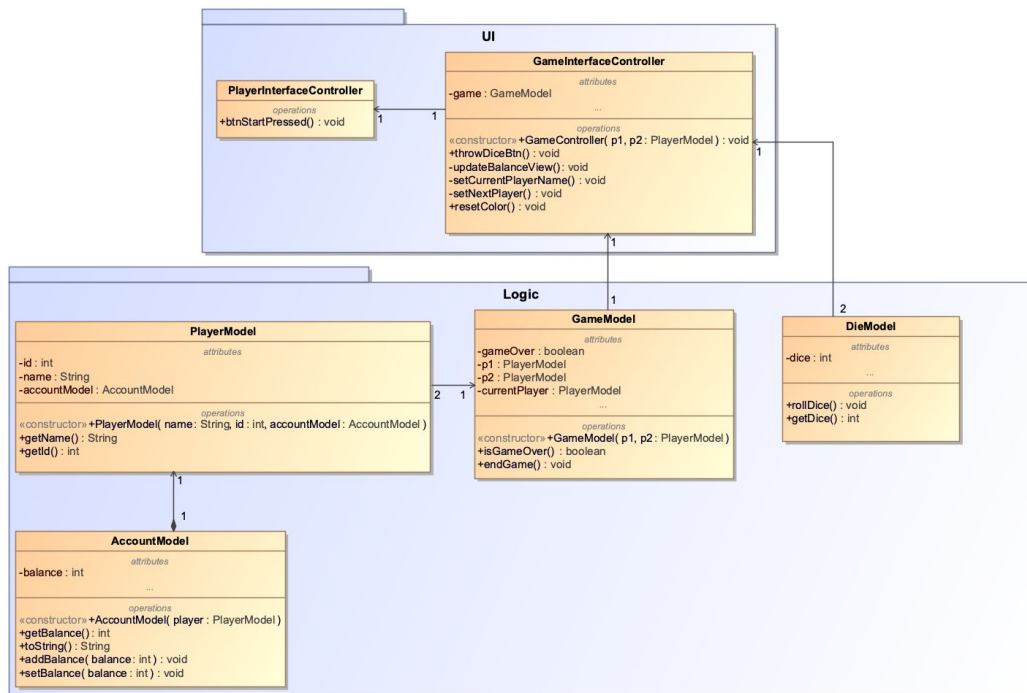 UI
PlayerInterfaceController
operations
+btnStartPressed() : void
GameInterfaceController
attributes
-game : GameModel
...
operations
«constructor» +GameController( p1, p2 : PlayerModel ) : void
+throwDiceBtn() : void
-updateBalanceView() : void
-setCurrentPlayerName() : void
-setNextPlayer() : void
+resetColor() : void
1
1
1
1
Logic
PlayerModel
attributes
-id : int
-name : String
-accountModel : AccountModel
operations
«constructor» +PlayerModel( name : String, id : int, accountModel : AccountModel )
+getName() : String
+getId() : int
2
1
1
GameModel
attributes
-gameOver : boolean
-p1 : PlayerModel
-p2 : PlayerModel
-currentPlayer : PlayerModel
...
operations
«constructor» +GameModel( p1, p2 : PlayerModel )
+isGameOver() : boolean
+endGame() : void
2
DieModel
attributes
-dice : int
...
operations
+rollDice() : void
+getDice() : int
1
1
AccountModel
attributes
-balance : int
...
operations
«constructor» +AccountModel( player : PlayerModel )
+getBalance() : int
+toString() : String
+addBalance( balance : int ) : void
+setBalance( balance : int ) : void